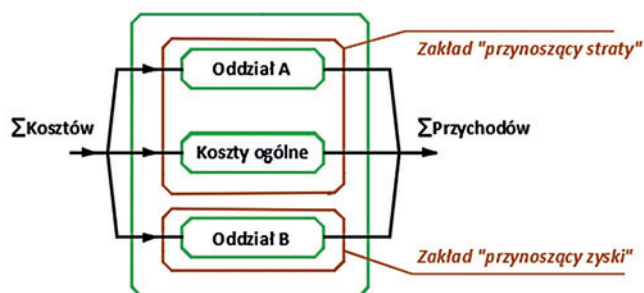 Oddział A
Zakład "przynoszący straty"
∑Kosztów
Koszty ogólne
∑Przychodów
Oddział B
Zakład "przynoszący zyski"